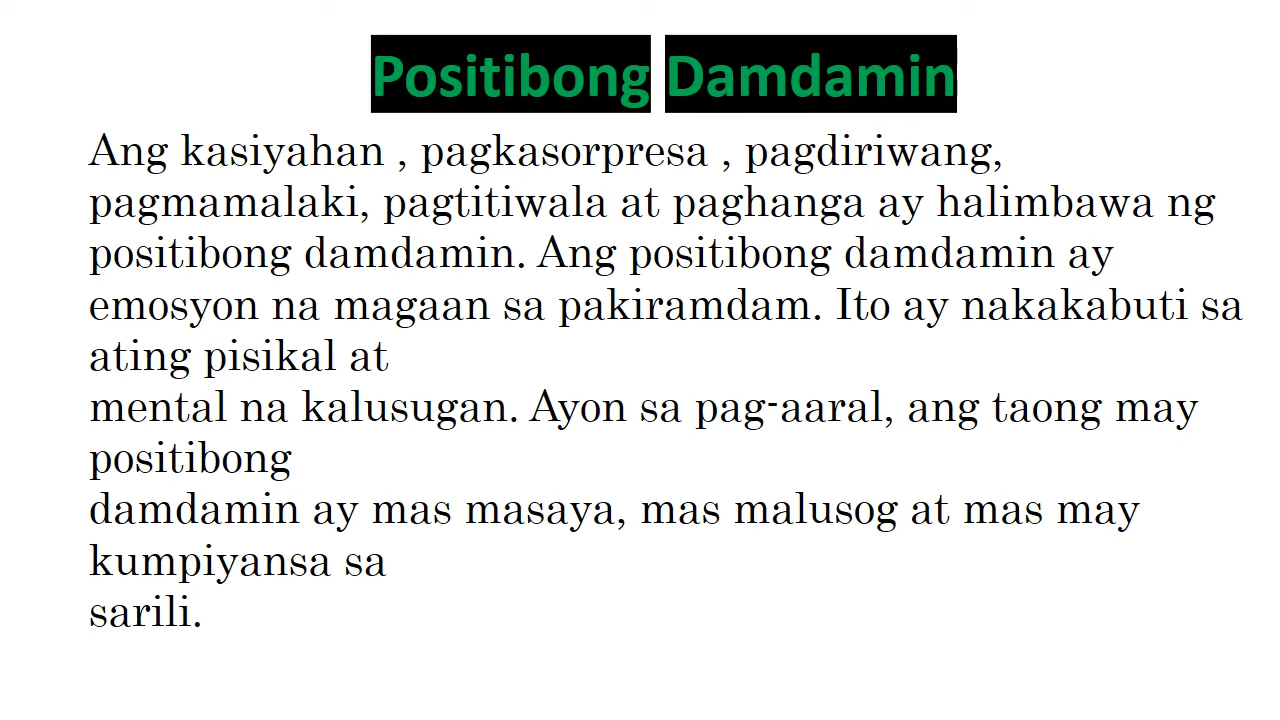 Positibong Damdamin
Ang kasiyahan , pagkasorpresa , pagdiriwang,
pagmamalaki, pagtitiwala at paghanga ay halimbawa ng
positibong damdamin. Ang positibong damdamin ay
emosyon na magaan sa pakiramdam. Ito ay nakakabuti sa
ating pisikal at
mental na kalusugan. Ayon sa pag-aaral, ang taong may
positibong
damdamin ay mas masaya, mas malusog at mas may
kumpiyansa sa
sarili.